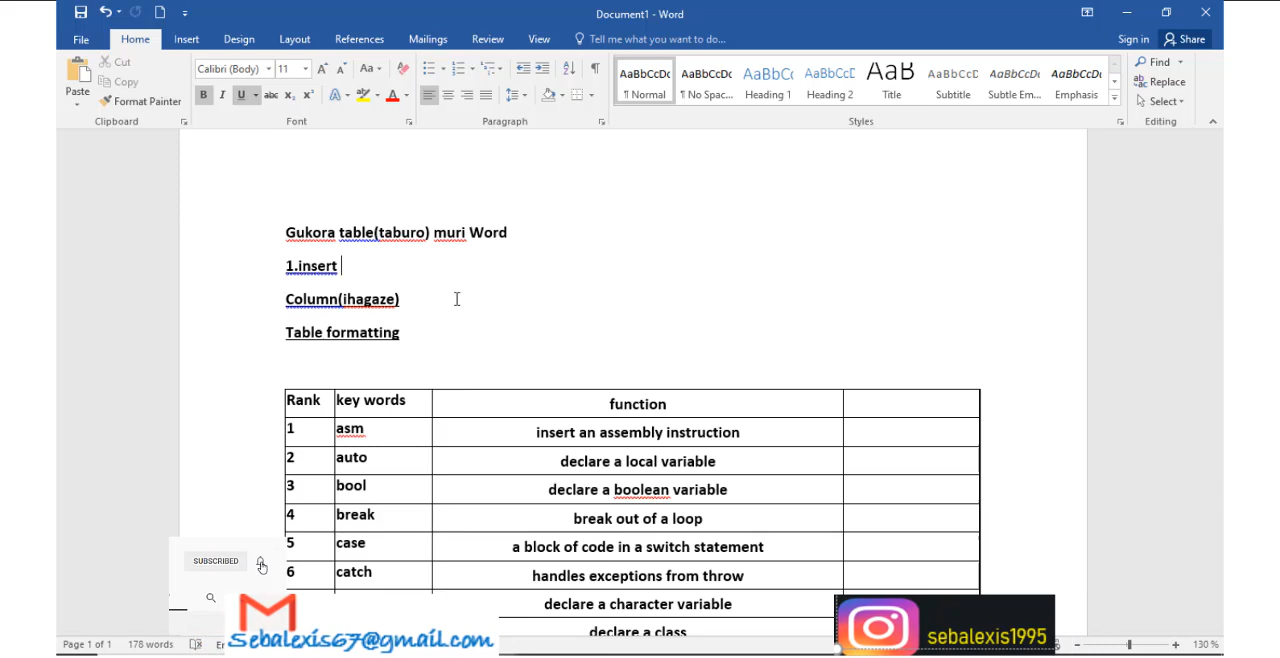 Document1 - Word
File Home Insert Design Layout References Mailings Review View Tell me what you want to do... Sign in Share
Paste Cut Copy Format Painter Clipboard
Calibri (Body) 11 Aa B I U abc X₂ X² A A Font
Paragraph
AaBbCcDc ¶ Normal AaBbCcDc ¶ No Spac... AaBbCc Heading 1 AaBbCcD Heading 2 AaB Title AaBbCcD Subtitle AaBbCcDc Subtle Em... AaBbCcDc Emphasis Styles
Find Replace Select Editing
Gukora table(taburo) muri Word
1.insert
Column(ihagaze)
Table formatting
Rank key words function
1 asm insert an assembly instruction
2 auto declare a local variable
3 bool declare a boolean variable
4 break break out of a loop
5 case a block of code in a switch statement
6 catch handles exceptions from throw
declare a character variable
declare a class
SUBSCRIBED
sebalexis67@gmail.com
sebalexis1995
Page 1 of 1 178 words 130 %